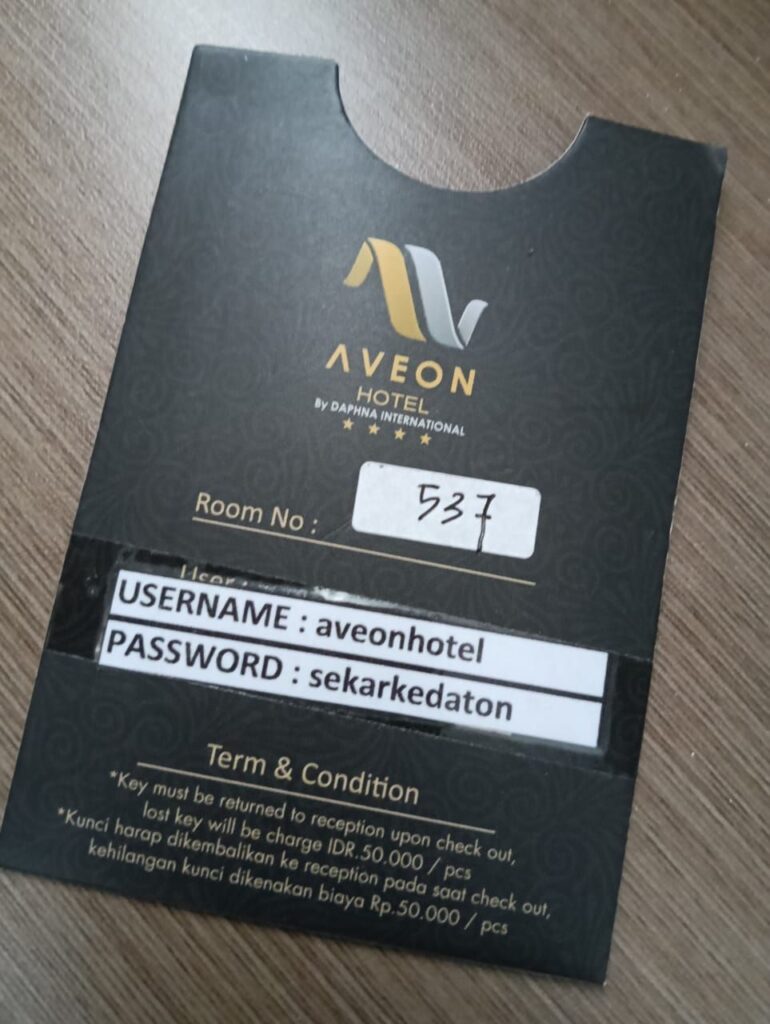 AVEON
HOTEL
By DAPHNA INTERNATIONAL
Room No : 537
User :
USERNAME : aveonhotel
PASSWORD : sekarkedaton
Term & Condition
*Key must be returned to reception upon check out,
lost key will be charge IDR.50.000 / pcs
*Kunci harap dikembalikan ke reception pada saat check out,
kehilangan kunci dikenakan biaya Rp.50.000 / pcs